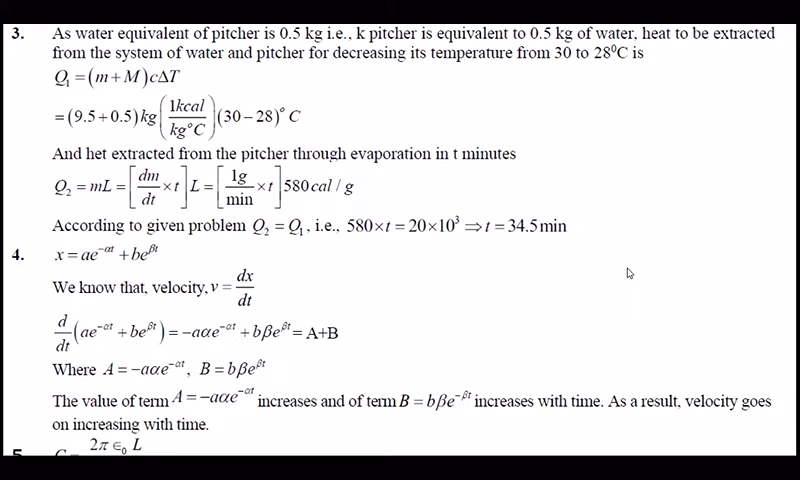 3. As water equivalent of pitcher is 0.5 kg i.e., k pitcher is equivalent to 0.5 kg of water, heat to be extracted
from the system of water and pitcher for decreasing its temperature from 30 to 28⁰C is
Q₁ = (m + M) cΔT
= (9.5 + 0.5) kg (1kcal / kg°C) (30 − 28)° C
And het extracted from the pitcher through evaporation in t minutes
Q₂ = mL = [dm/dt × t] L = [1g/min × t] 580 cal / g
According to given problem Q₂ = Q₁, i.e., 580 × t = 20 × 10³ ⇒ t = 34.5 min
4. x = ae^{−αt} + be^{βt}
We know that, velocity, v = dx/dt
d/dt (ae^{−αt} + be^{βt}) = −aαe^{−αt} + bβe^{βt} = A+B
Where A = −aαe^{−αt}, B = bβe^{βt}
The value of term A = −aαe^{−αt} increases and of term B = bβe^{−βt} increases with time. As a result, velocity goes
on increasing with time.
2π ∈₀ L